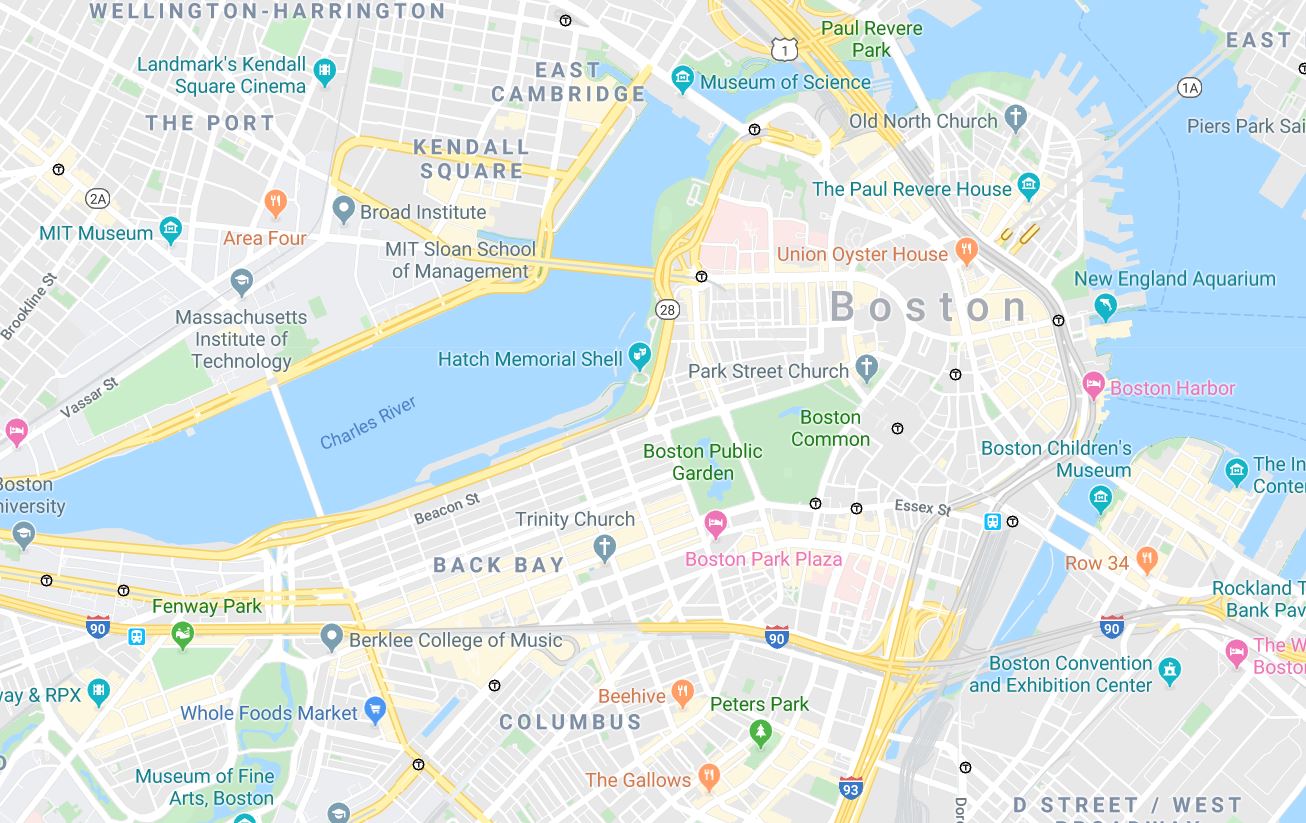 WELLINGTON-HARRINGTON
Paul Revere
Park
1
EAST
Landmark's Kendall
Square Cinema
EAST
CAMBRIDGE
Museum of Science
1A
THE PORT
Old North Church
Piers Park Sai
KENDALL
SQUARE
2A
The Paul Revere House
Broad Institute
MIT Museum
Area Four
MIT Sloan School
of Management
Union Oyster House
New England Aquarium
Brookline St
Massachusetts
Institute of
Technology
28
Boston
Hatch Memorial Shell
Park Street Church
Boston Harbor
Vassar St
Charles River
Boston
Common
Boston Public
Garden
Boston Children's
Museum
The In
Conte
Boston
niversity
Beacon St
Essex St
Trinity Church
BACK BAY
Boston Park Plaza
Row 34
Rockland T
Bank Pav
Fenway Park
90
90
90
Berklee College of Music
The W
Bosto
Boston Convention
and Exhibition Center
way & RPX
Beehive
Peters Park
Whole Foods Market
COLUMBUS
Museum of Fine
Arts, Boston
The Gallows
93
Doro
D STREET / WEST
BROADWAY